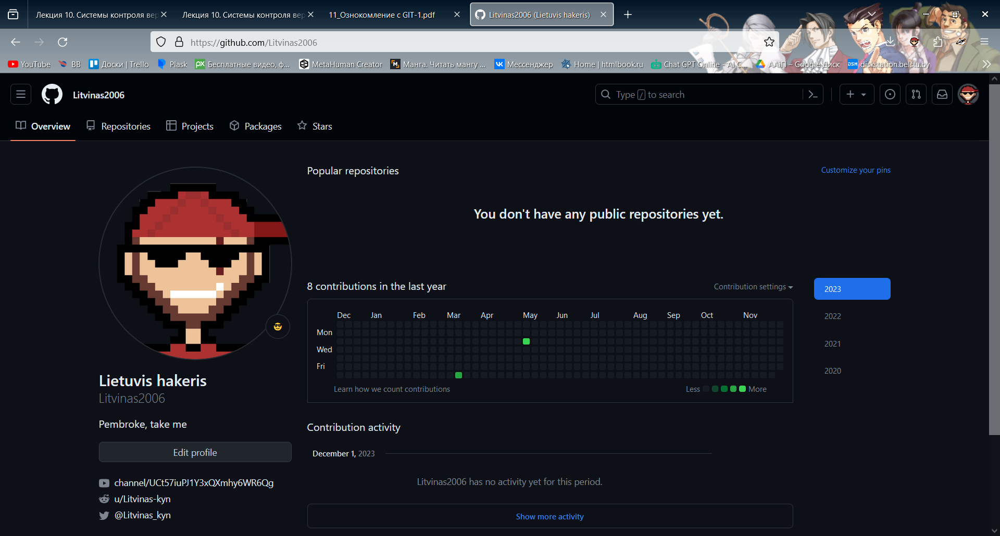 Лекция 10. Системы контроля вер
Лекция 10. Системы контроля вер
11_Ознокомление с GIT-1.pdf
Litvinas2006 (Lietuvis hakeris)
https://github.com/Litvinas2006
YouTube
BB
Доски | Trello
Plask
Бесплатные видео, ф...
MetaHuman Creator
Манга. Читать мангу ...
Мессенджер
Home | htmlbook.ru
Chat GPT Online - AI C...
ААіП – Google Диск
diskstation.belstu.by
Litvinas2006
Type / to search
Overview
Repositories
Projects
Packages
Stars
Popular repositories
Customize your pins
You don't have any public repositories yet.
8 contributions in the last year
Contribution settings
2023
2022
2021
2020
Dec Jan Feb Mar Apr May Jun Jul Aug Sep Oct Nov
Mon
Wed
Fri
Learn how we count contributions
Less
More
Lietuvis hakeris
Litvinas2006
Pembroke, take me
Edit profile
channel/UCt57iuPJ1Y3xQXmhy6WR6Qg
u/Litvinas-kyn
@Litvinas_kyn
Contribution activity
December 1, 2023
Litvinas2006 has no activity yet for this period.
Show more activity